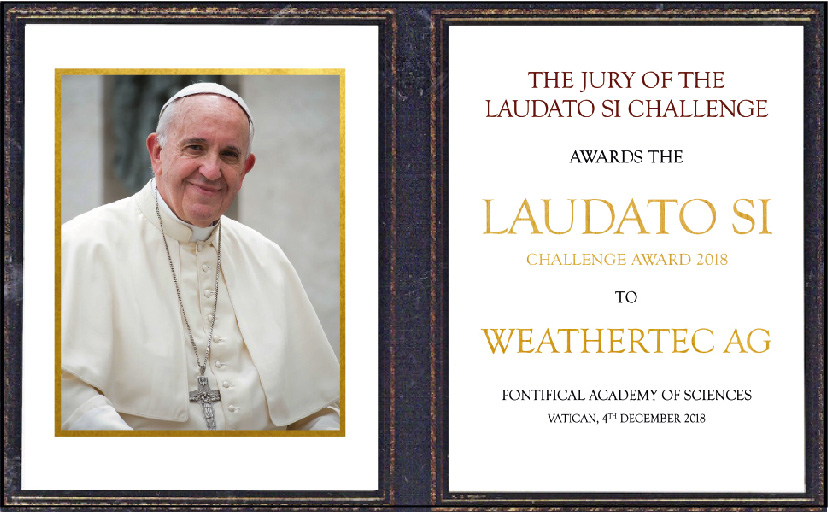 THE JURY OF THE
LAUDATO SI CHALLENGE
AWARDS THE
LAUDATO SI
CHALLENGE AWARD 2018
TO
WEATHERTEC AG
PONTIFICAL ACADEMY OF SCIENCES
VATICAN, 4TH DECEMBER 2018